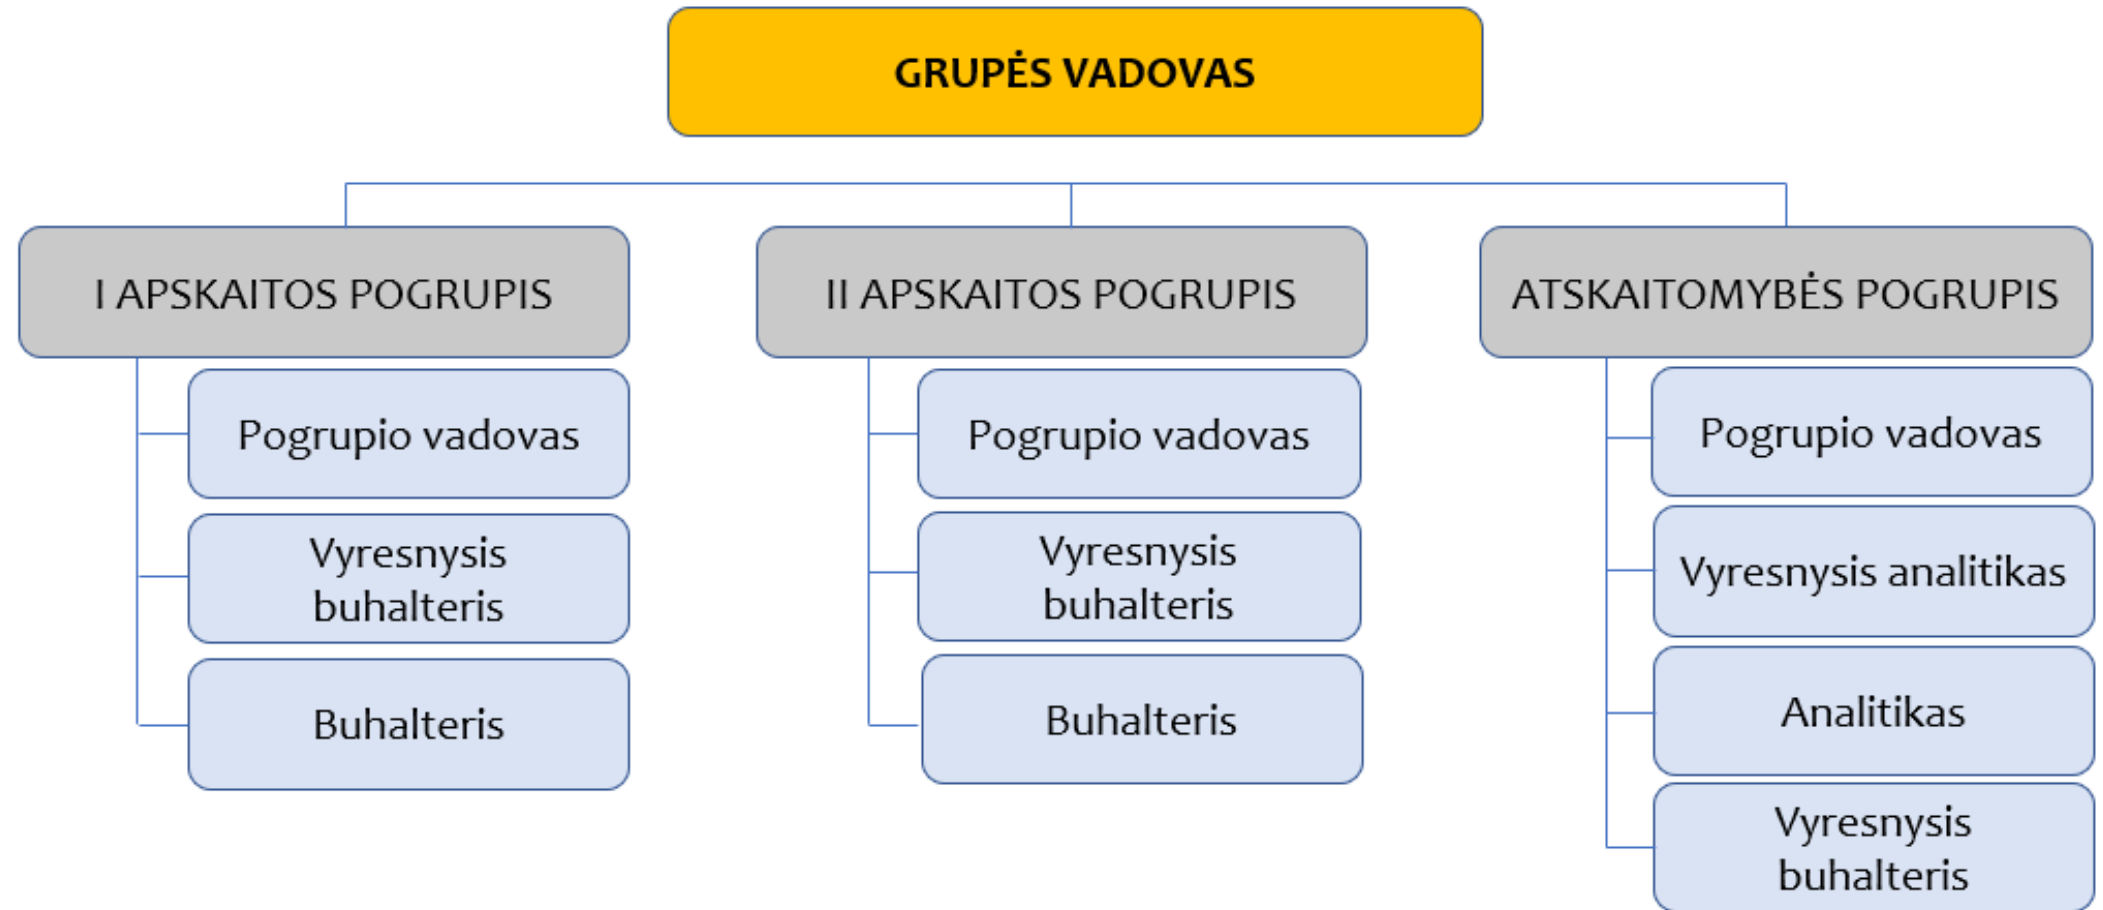 GRUPĖS VADOVAS
I APSKAITOS POGRUPIS
Pogrupio vadovas
Vyresnysis
buhalteris
Buhalteris
II APSKAITOS POGRUPIS
Pogrupio vadovas
Vyresnysis
buhalteris
Buhalteris
ATSKAITOMYBĖS POGRUPIS
Pogrupio vadovas
Vyresnysis analitikas
Analitikas
Vyresnysis
buhalteris